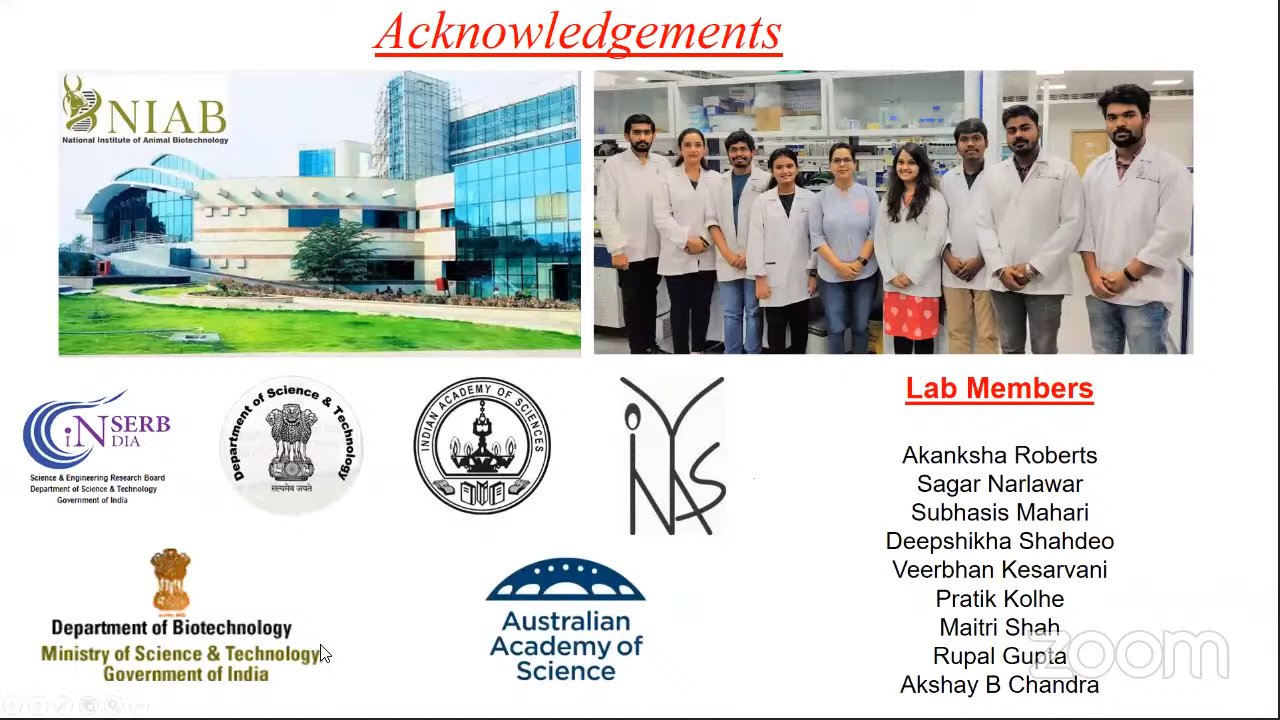 Acknowledgements
NIAB
National Institute of Animal Biotechnology
Lab Members
Akanksha Roberts
Sagar Narlawar
Subhasis Mahari
Deepshikha Shahdeo
Veerbhan Kesarvani
Pratik Kolhe
Maitri Shah
Rupal Gupta
Akshay B Chandra
SERB
iNDIA
Science & Engineering Research Board
Department of Science & Technology
Government of India
Department of Science & Technology
सत्यमेव जयते
INDIAN ACADEMY OF SCIENCES
iNYAS
Department of Biotechnology
Ministry of Science & Technology
Government of India
Australian
Academy of
Science
zoom